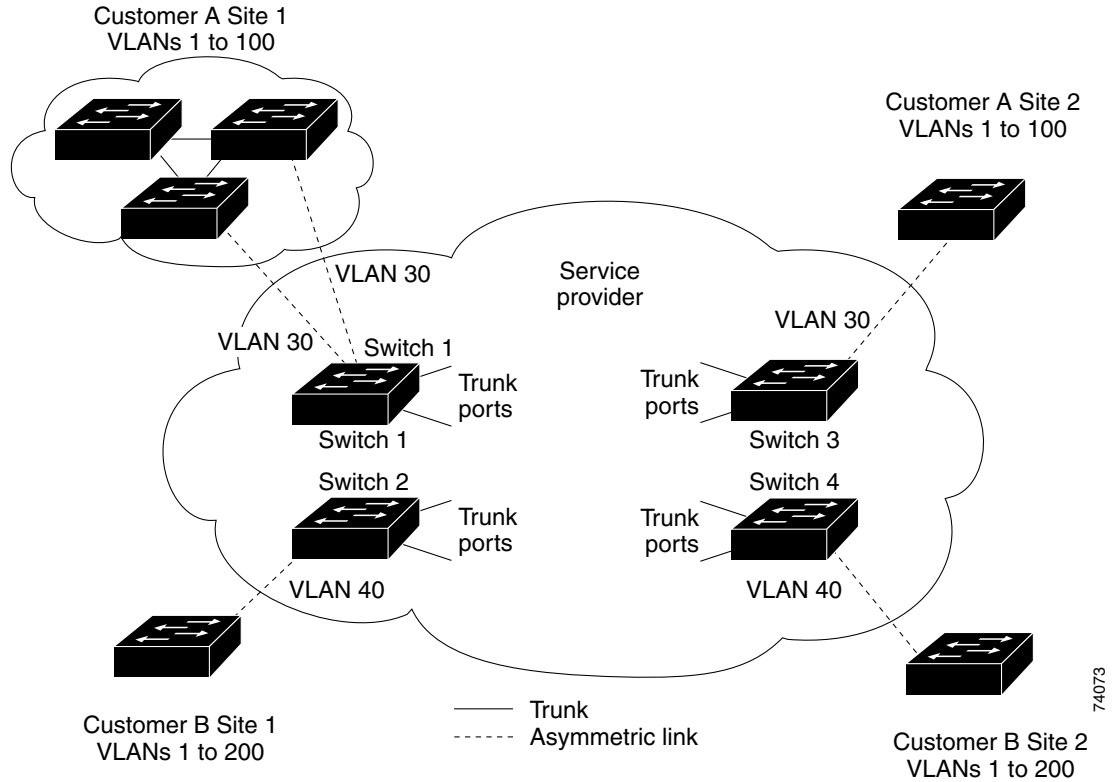 Customer A Site 1
VLANs 1 to 100
Customer A Site 2
VLANs 1 to 100
VLAN 30
Service
provider
VLAN 30
VLAN 30
Switch 1
Trunk
ports
Trunk
ports
Switch 1
Switch 3
Switch 2
Switch 4
Trunk
ports
Trunk
ports
VLAN 40
VLAN 40
Customer B Site 1
VLANs 1 to 200
Trunk
Asymmetric link
Customer B Site 2
VLANs 1 to 200
74073